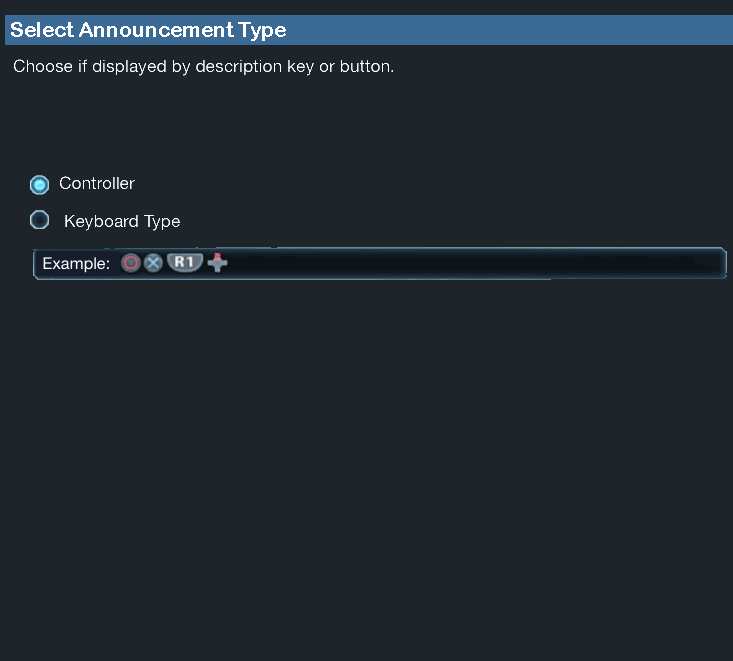 Select Announcement Type
Choose if displayed by description key or button.
Controller
Keyboard Type
Example: R1